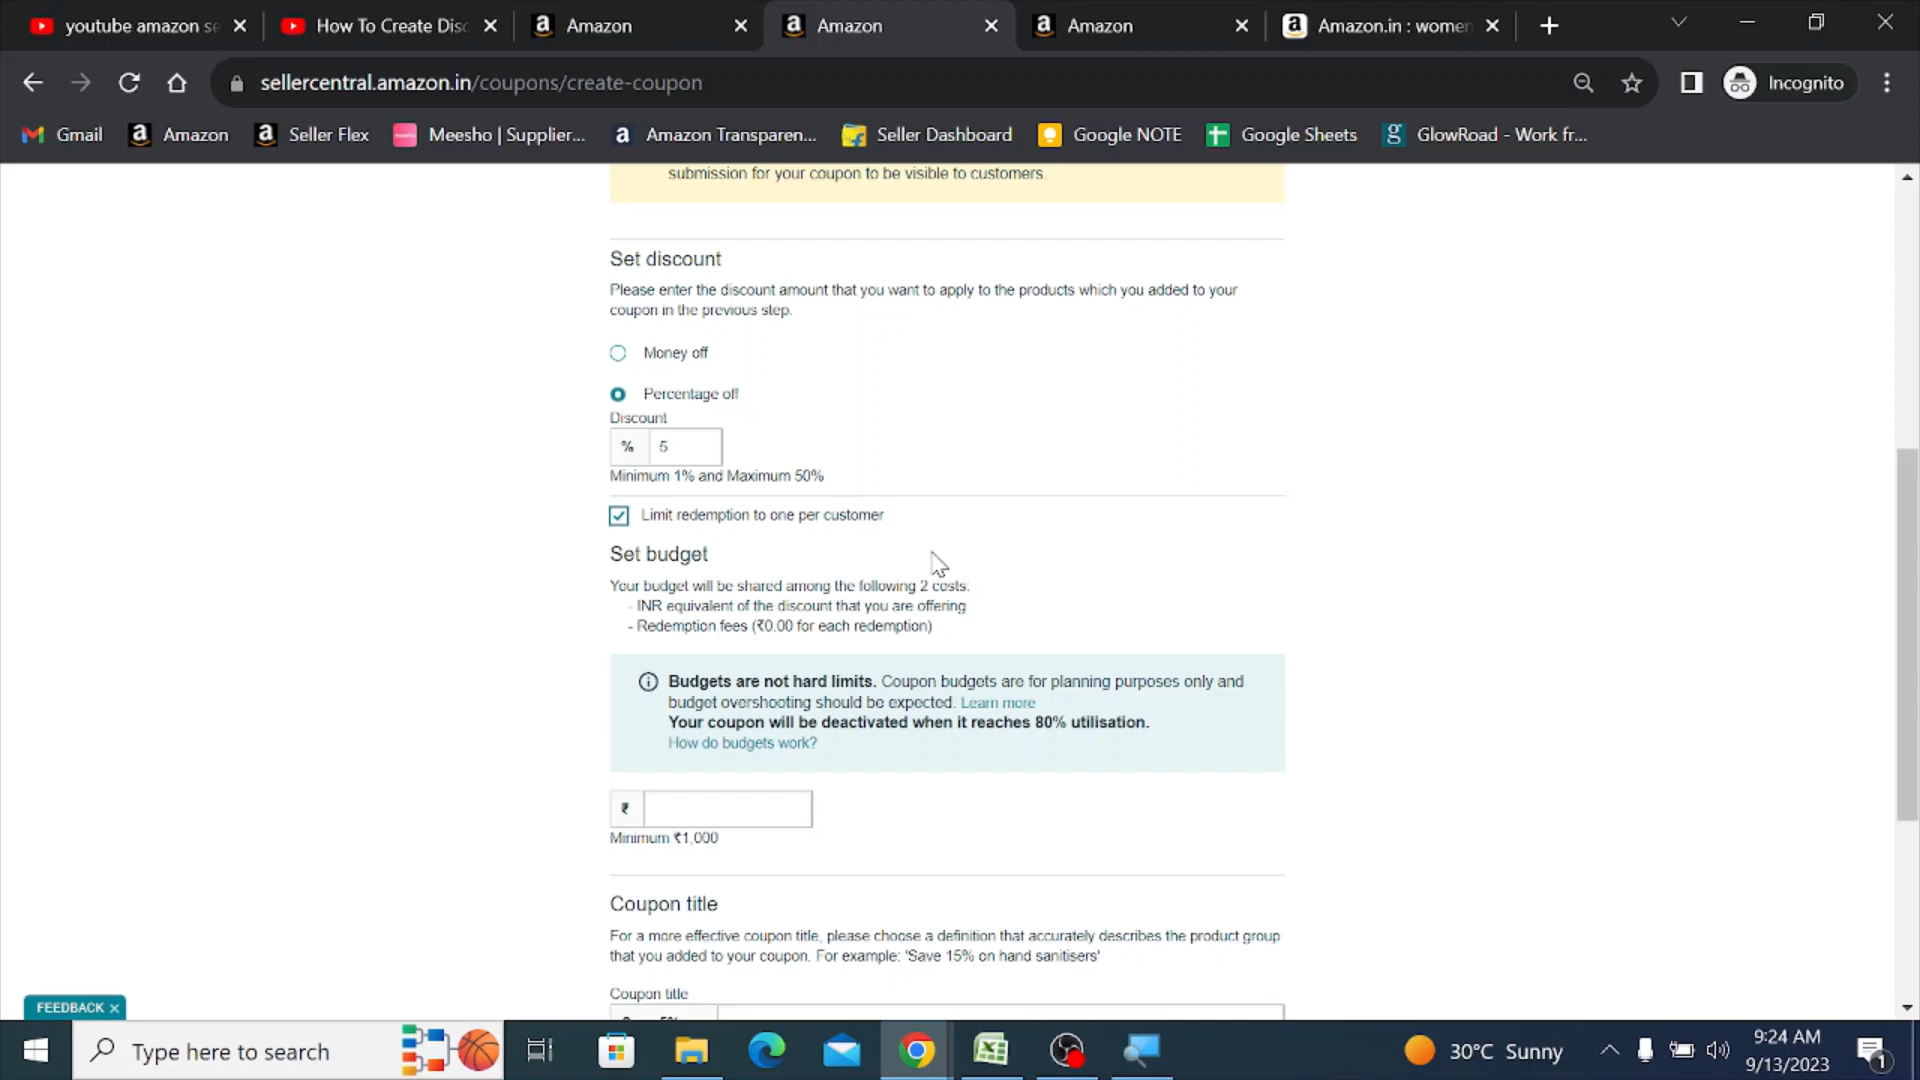 youtube amazon se
How To Create Disc
Amazon
Amazon
Amazon
Amazon.in : women
sellercentral.amazon.in/coupons/create-coupon
Incognito
Gmail
Amazon
Seller Flex
Meesho | Supplier...
Amazon Transparen...
Seller Dashboard
Google NOTE
Google Sheets
GlowRoad - Work fr...
submission for your coupon to be visible to customers.
Set discount
Please enter the discount amount that you want to apply to the products which you added to your
coupon in the previous step.
Money off
Percentage off
Discount
% 5
Minimum 1% and Maximum 50%
Limit redemption to one per customer
Set budget
Your budget will be shared among the following 2 costs:
- INR equivalent of the discount that you are offering
- Redemption fees (₹0.00 for each redemption)
Budgets are not hard limits. Coupon budgets are for planning purposes only and
budget overshooting should be expected. Learn more
Your coupon will be deactivated when it reaches 80% utilisation.
How do budgets work?
₹
Minimum ₹1,000
Coupon title
For a more effective coupon title, please choose a definition that accurately describes the product group
that you added to your coupon. For example: 'Save 15% on hand sanitisers'
Coupon title
FEEDBACK
Type here to search
30°C Sunny
9:24 AM
9/13/2023
1